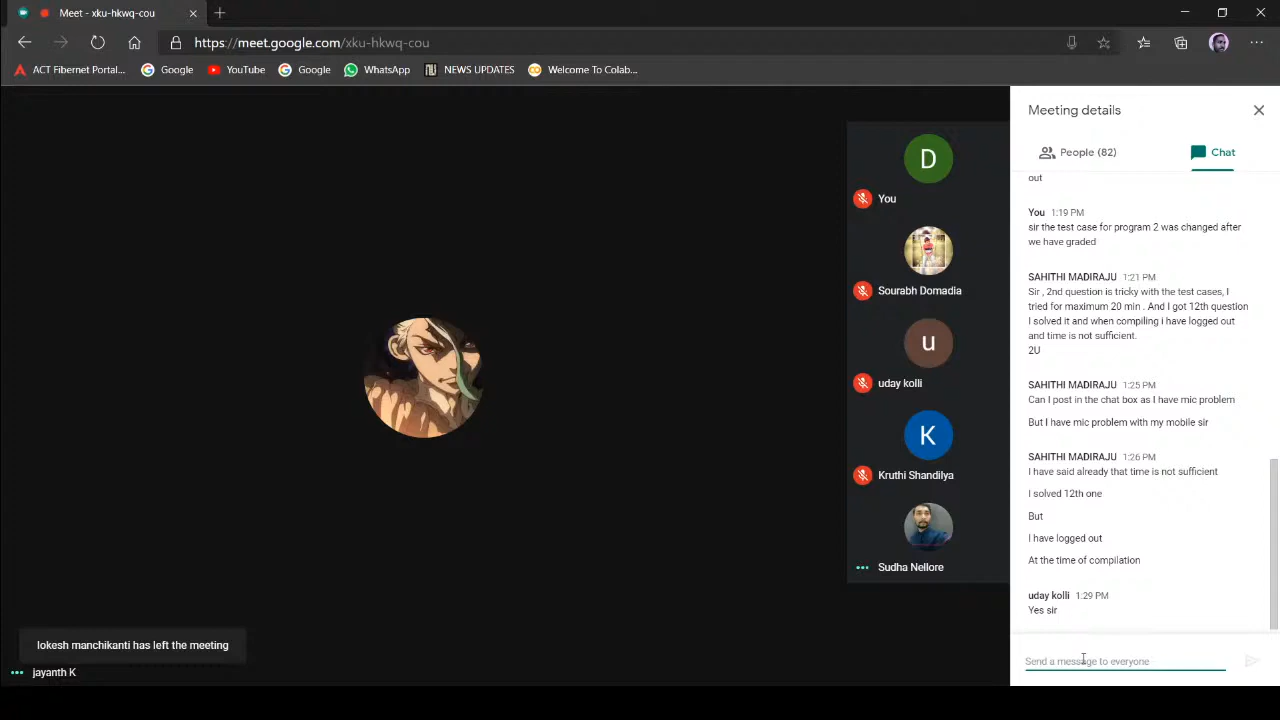 Meet - xku-hkwq-cou
https://meet.google.com/xku-hkwq-cou
ACT Fibernet Portal...
Google
YouTube
Google
WhatsApp
NEWS UPDATES
Welcome To Colab...
D
You
Sourabh Domadia
u
uday kolli
K
Kruthi Shandilya
Sudha Nellore
lokesh manchikanti has left the meeting
jayanth K
Meeting details
People (82)
Chat
out
You 1:19 PM
sir the test case for program 2 was changed after
we have graded
SAHITHI MADIRAJU 1:21 PM
Sir , 2nd question is tricky with the test cases, I
tried for maximum 20 min . And I got 12th question
I solved it and when compiling i have logged out
and time is not sufficient.
2U
SAHITHI MADIRAJU 1:25 PM
Can I post in the chat box as I have mic problem
But I have mic problem with my mobile sir
SAHITHI MADIRAJU 1:26 PM
I have said already that time is not sufficient
I solved 12th one
But
I have logged out
At the time of compilation
uday kolli 1:29 PM
Yes sir
Send a message to everyone